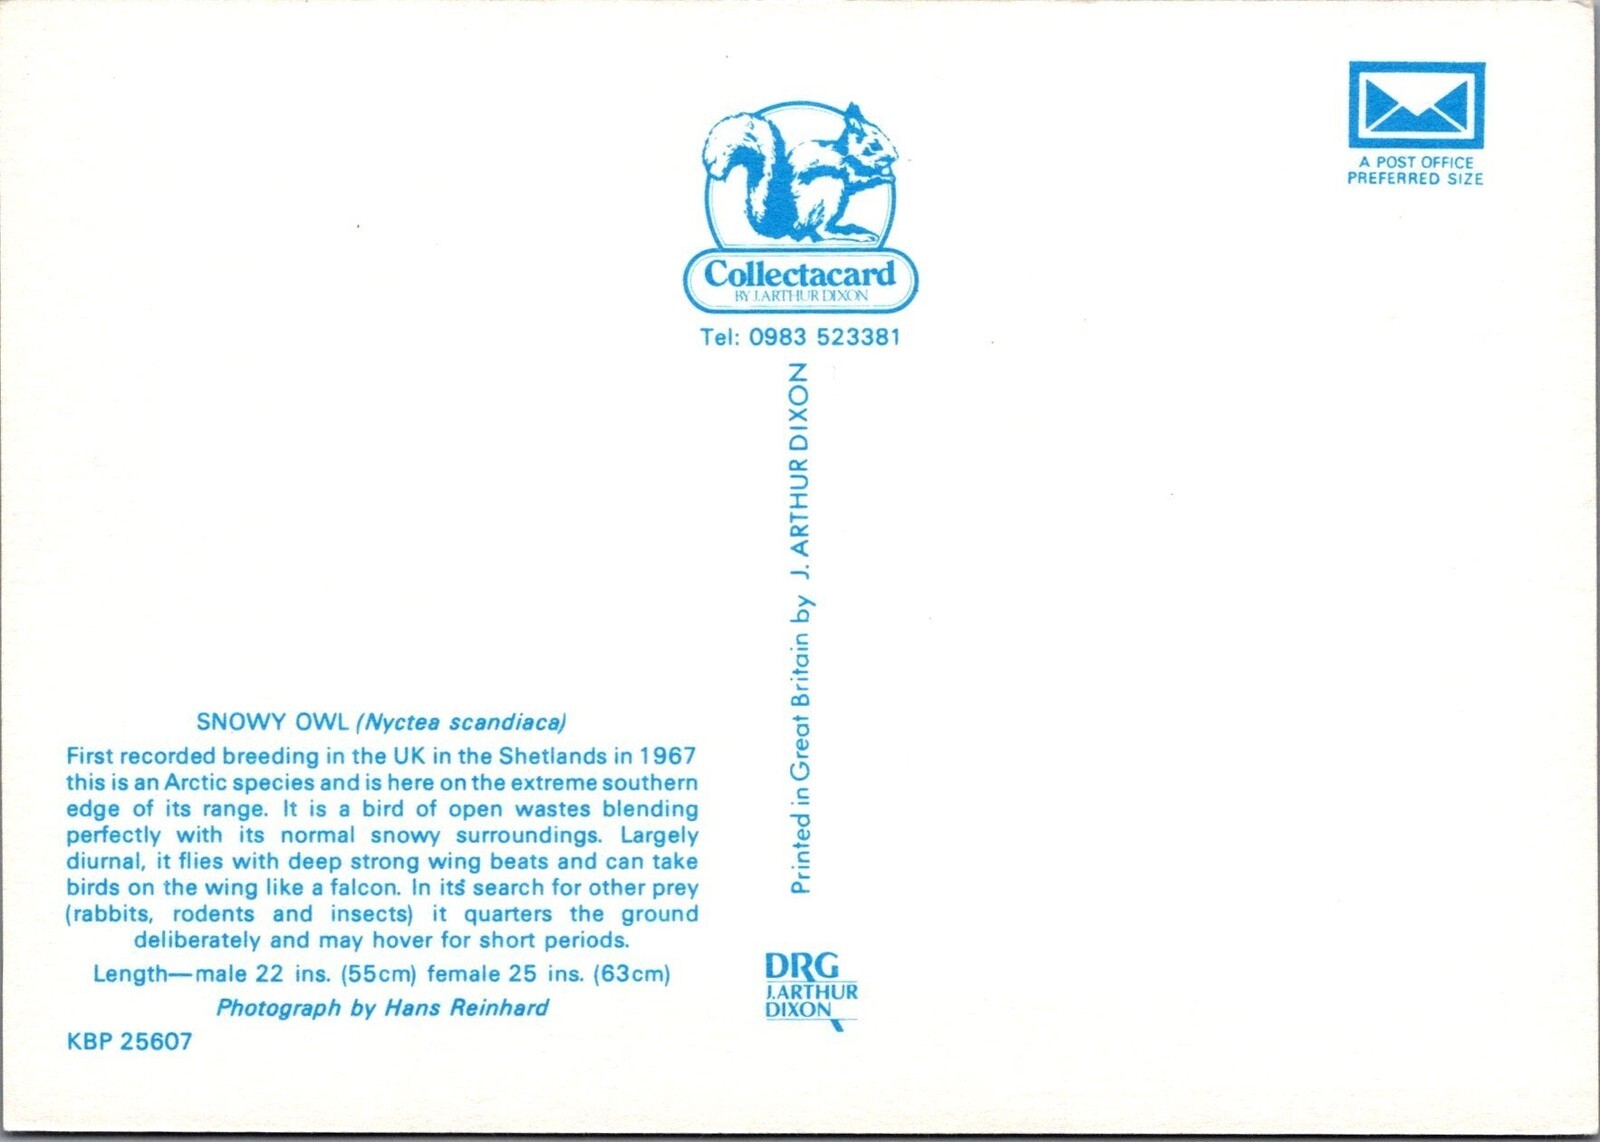 A POST OFFICE
PREFERRED SIZE
Collectacard
BY J. ARTHUR DIXON
Tel: 0983 523381
Printed in Great Britain by J. ARTHUR DIXON
SNOWY OWL (Nyctea scandiaca)
First recorded breeding in the UK in the Shetlands in 1967
this is an Arctic species and is here on the extreme southern
edge of its range. It is a bird of open wastes blending
perfectly with its normal snowy surroundings. Largely
diurnal, it flies with deep strong wing beats and can take
birds on the wing like a falcon. In its search for other prey
(rabbits, rodents and insects) it quarters the ground
deliberately and may hover for short periods.
Length—male 22 ins. (55cm) female 25 ins. (63cm)
Photograph by Hans Reinhard
KBP 25607
DRG
J. ARTHUR
DIXON